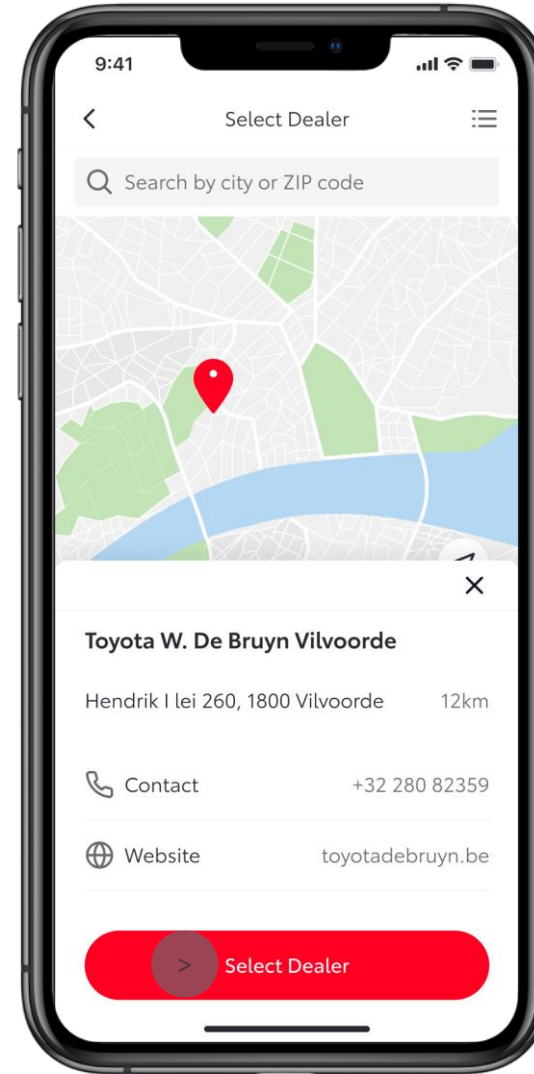 9:41
Select Dealer
Search by city or ZIP code
Toyota W. De Bruyn Vilvoorde
Hendrik I lei 260, 1800 Vilvoorde 12km
Contact +32 280 82359
Website toyotadebruyn.be
> Select Dealer